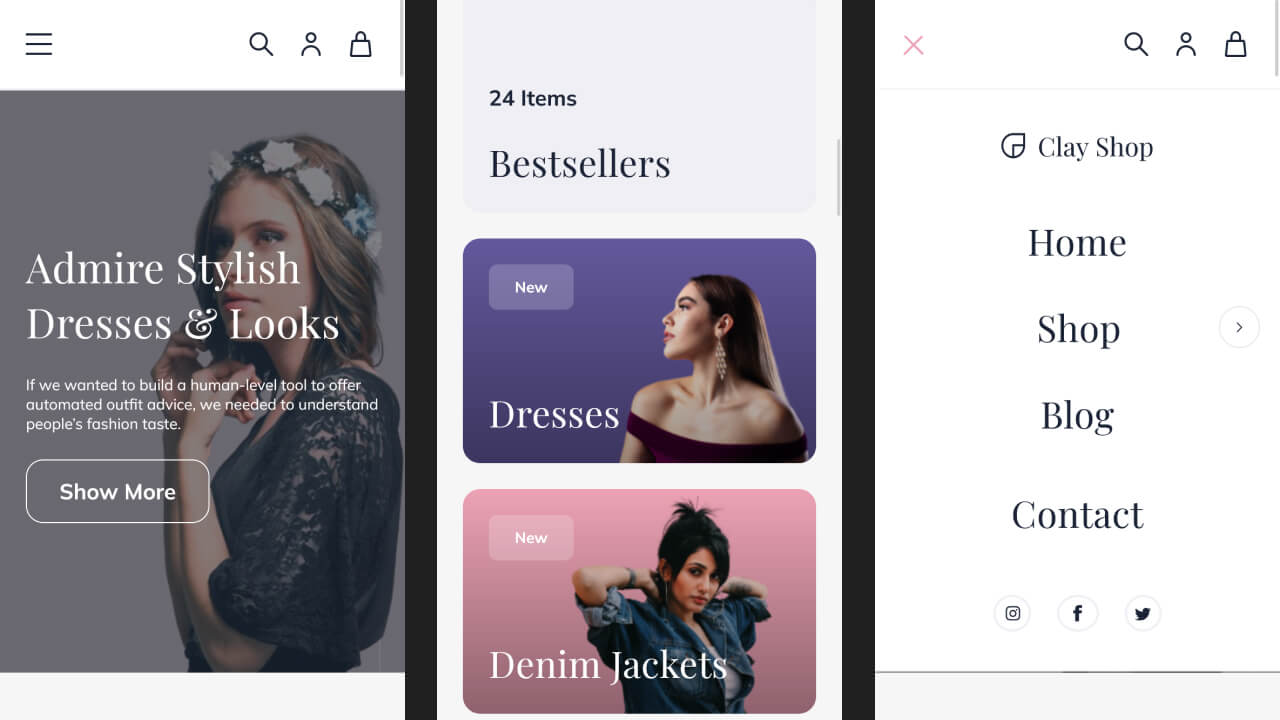 Admire Stylish
Dresses & Looks
If we wanted to build a human-level tool to offer
automated outfit advice, we needed to understand
people's fashion taste.
Show More
24 Items
Bestsellers
New
Dresses
New
Denim Jackets
Clay Shop
Home
Shop
Blog
Contact